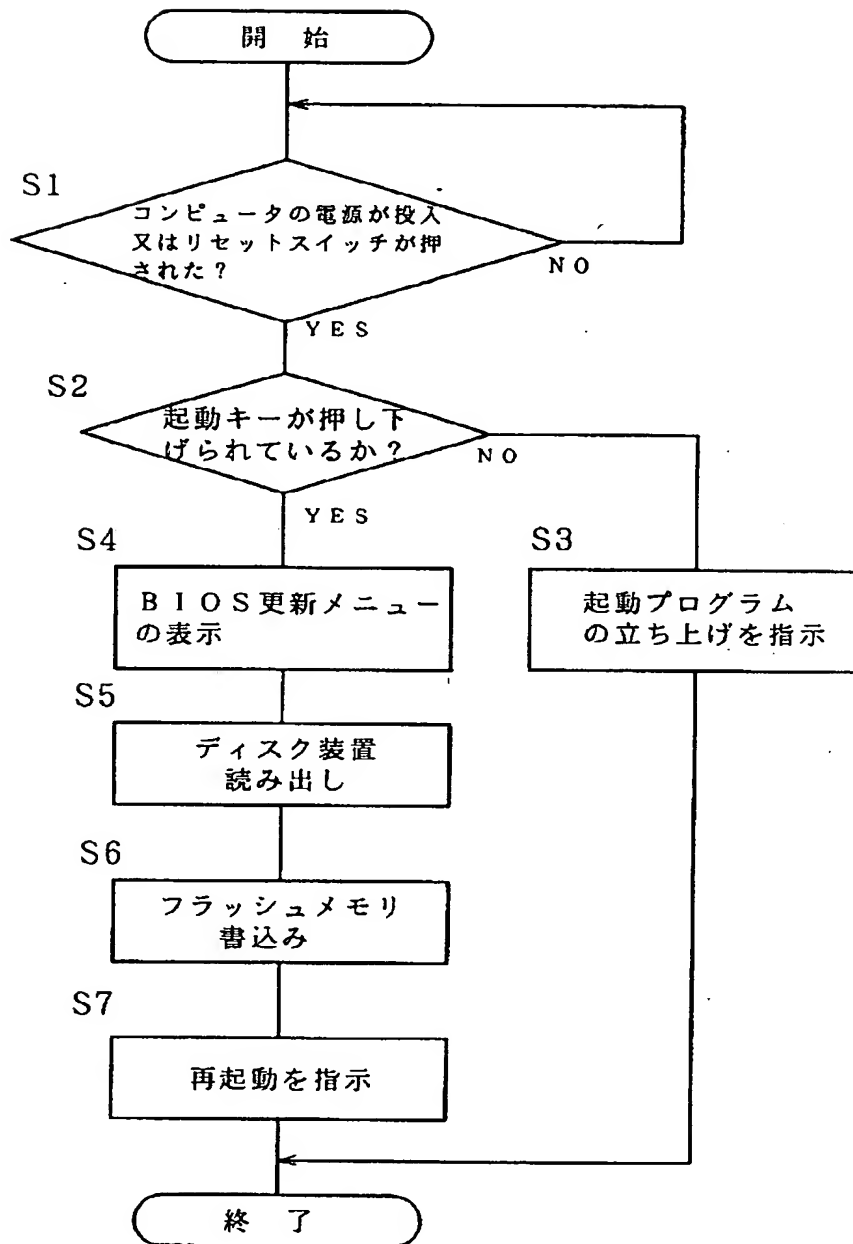 開 始
S1
コンピュータの電源が投入
又はリセットスイッチが押
された?
NO
YES
S2
起動キーが押し下
げられているか?
NO
YES
S4
BIOS更新メニュー
の表示
S3
起動プログラム
の立ち上げを指示
S5
ディスク装置
読み出し
S6
フラッシュメモリ
書込み
S7
再起動を指示
終 了